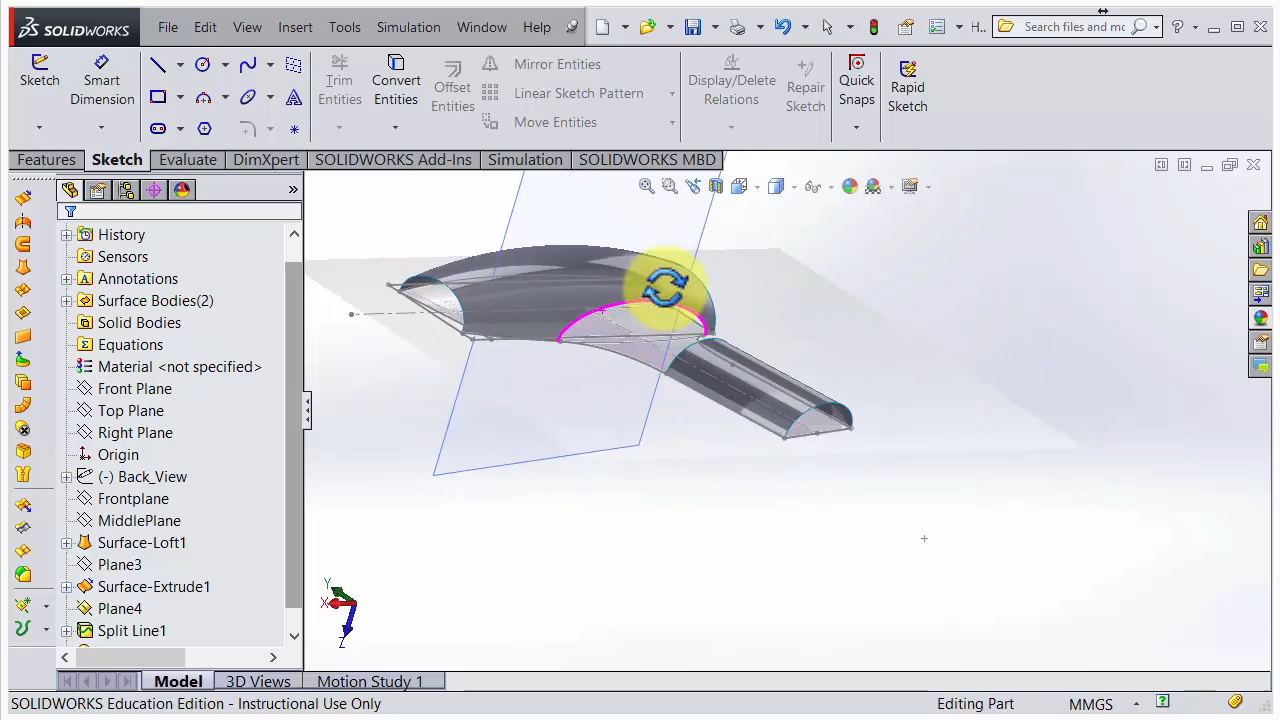 SOLIDWORKS File Edit View Insert Tools Simulation Window Help H... Search files and mc ?
Sketch Smart Dimension Trim Entities Convert Entities Offset Entities Mirror Entities Display/Delete Relations Repair Sketch Quick Snaps Rapid Sketch
Linear Sketch Pattern
Move Entities
Features Sketch Evaluate DimXpert SOLIDWORKS Add-Ins Simulation SOLIDWORKS MBD
History
Sensors
Annotations
Surface Bodies(2)
Solid Bodies
Equations
Material <not specified>
Front Plane
Top Plane
Right Plane
Origin
(-) Back_View
Frontplane
MiddlePlane
Surface-Loft1
Plane3
Surface-Extrude1
Plane4
Split Line1
Y
X
Z
Model 3D Views Motion Study 1
SOLIDWORKS Education Edition - Instructional Use Only Editing Part MMGS ?